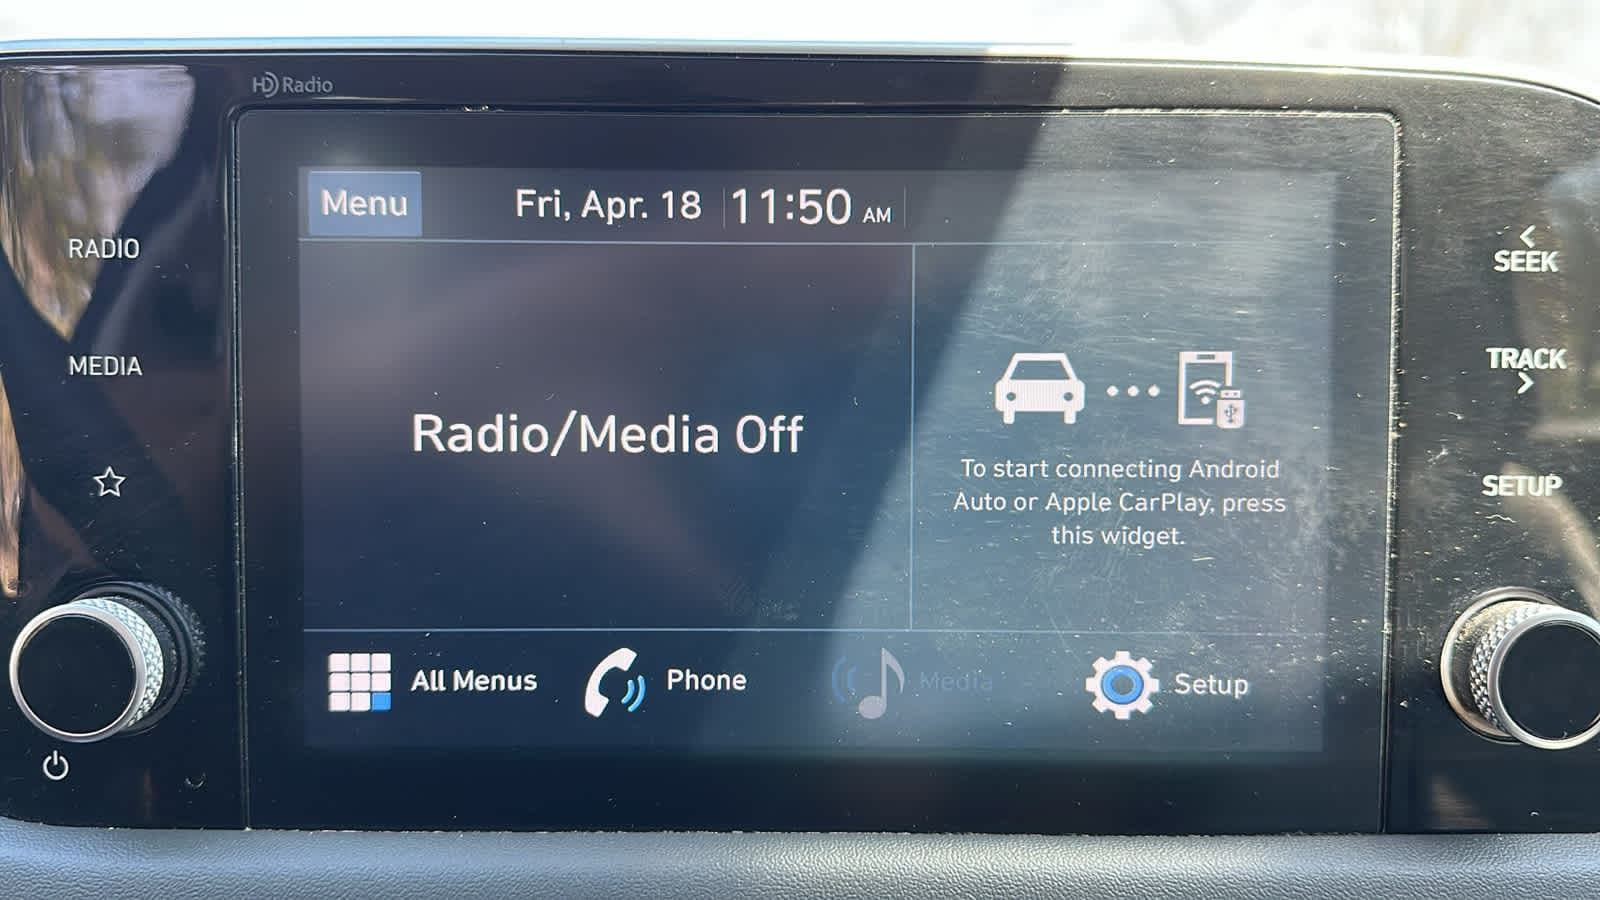 HD Radio
Menu
Fri, Apr. 18
11:50 AM
RADIO
MEDIA
Radio/Media Off
To start connecting Android
Auto or Apple CarPlay, press
this widget.
All Menus
Phone
Media
Setup
SEEK
TRACK
SETUP